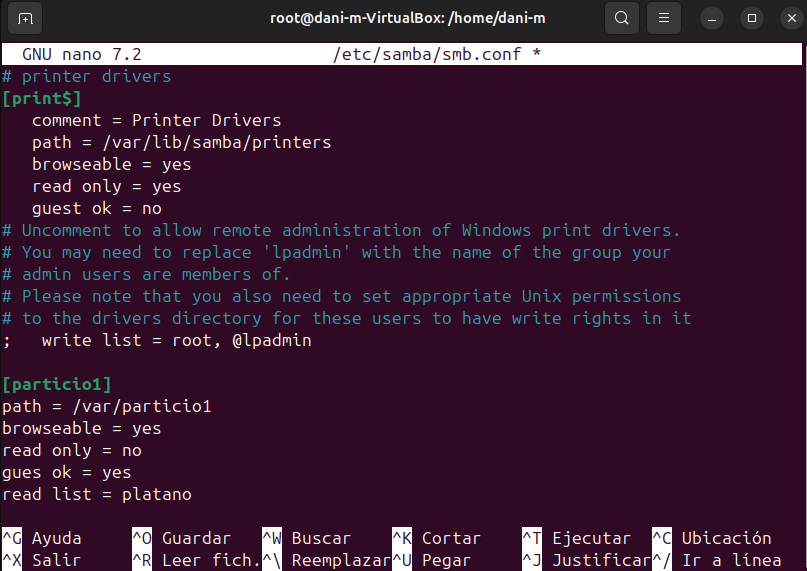 root@dani-m-VirtualBox: /home/dani-m
GNU nano 7.2 /etc/samba/smb.conf *
# printer drivers
[print$]
comment = Printer Drivers
path = /var/lib/samba/printers
browseable = yes
read only = yes
guest ok = no
# Uncomment to allow remote administration of Windows print drivers.
# You may need to replace 'lpadmin' with the name of the group your
# admin users are members of.
# Please note that you also need to set appropriate Unix permissions
# to the drivers directory for these users to have write rights in it
; write list = root, @lpadmin
[particio1]
path = /var/particio1
browseable = yes
read only = no
gues ok = yes
read list = platano
^G Ayuda ^O Guardar ^W Buscar ^K Cortar ^T Ejecutar ^C Ubicación
^X Salir ^R Leer fich. ^\ Reemplazar ^U Pegar ^J Justificar ^/ Ir a línea